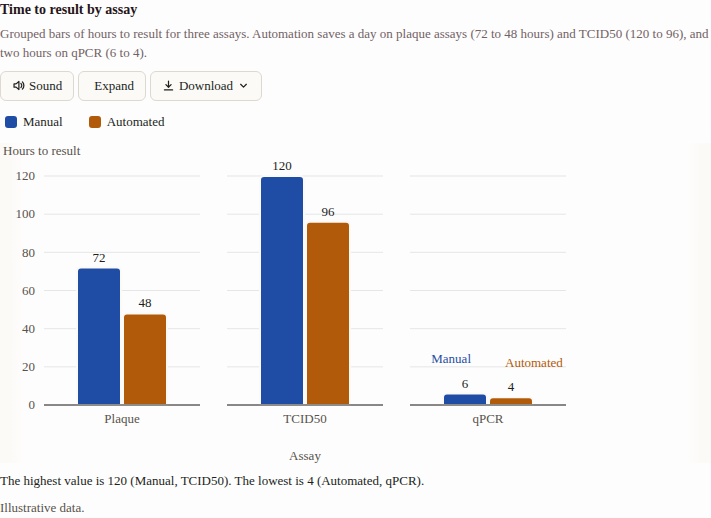 Time to result by assay
Grouped bars of hours to result for three assays. Automation saves a day on plaque assays (72 to 48 hours) and TCID50 (120 to 96), and
two hours on qPCR (6 to 4).
Sound Expand Download
Manual Automated
Hours to result
120
100
80
60
40
20
0
72
48
120
96
Manual
Automated
6
4
Plaque TCID50 qPCR
Assay
The highest value is 120 (Manual, TCID50). The lowest is 4 (Automated, qPCR).
Illustrative data.